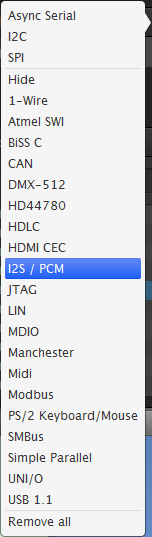 Async Serial
I2C
SPI
Hide
1-Wire
Atmel SWI
BiSS C
CAN
DMX-512
HD44780
HDLC
HDMI CEC
I2S / PCM
JTAG
LIN
MDIO
Manchester
Midi
Modbus
PS/2 Keyboard/Mouse
SMBus
Simple Parallel
UNI/O
USB 1.1
Remove all